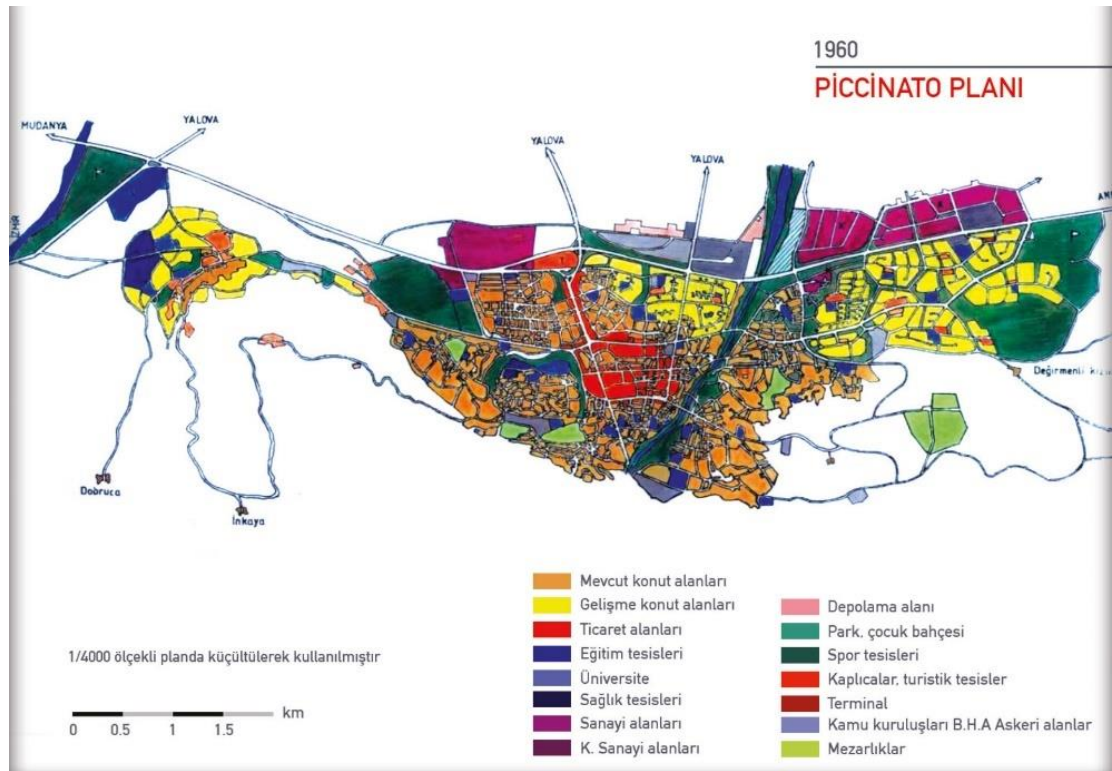 1960
PİCCİNATO PLANI
MUDANYA
YALOVA
YALOVA
YALOVA
İZMİR
AN
Değirmenli kızı
Dobruca
İnkaya
Mevcut konut alanları
Gelişme konut alanları
Ticaret alanları
Eğitim tesisleri
Üniversite
Sağlık tesisleri
Sanayi alanları
K. Sanayi alanları
Depolama alanı
Park, çocuk bahçesi
Spor tesisleri
Kaplıcalar, turistik tesisler
Terminal
Kamu kuruluşları B.H.A Askeri alanlar
Mezarlıklar
1/4000 ölçekli planda küçültülerek kullanılmıştır
km
0 0.5 1 1.5